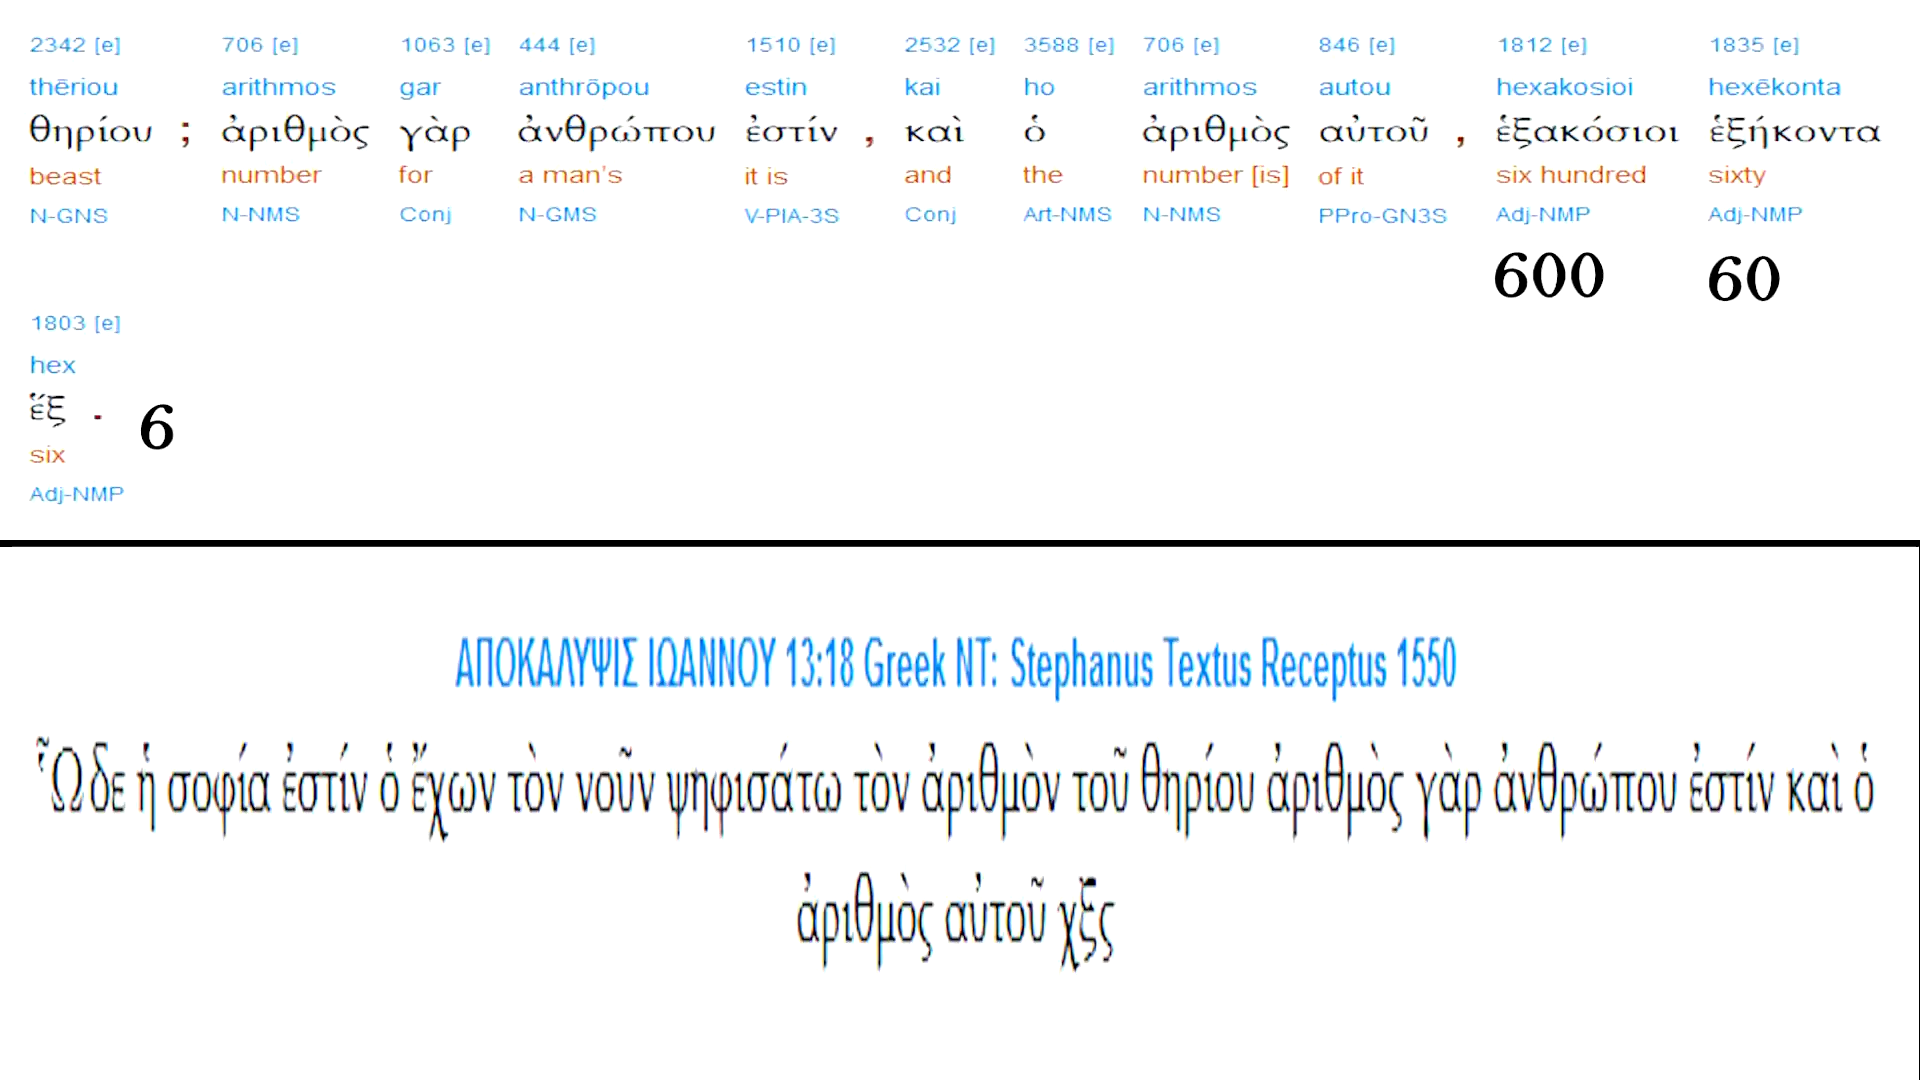 2342 [e] 706 [e] 1063 [e] 444 [e] 1510 [e] 2532 [e] 3588 [e] 706 [e] 846 [e] 1812 [e] 1835 [e]
thēriou arithmos gar anthrōpou estin kai ho arithmos autou hexakosioi hexēkonta
θηρίου ; ἀριθμὸς γὰρ ἀνθρώπου ἐστίν , καὶ ὁ ἀριθμὸς αὐτοῦ , ἑξακόσιοι ἑξήκοντα
beast number for a man's it is and the number [is] of it six hundred sixty
N-GNS N-NMS Conj N-GMS V-PIA-3S Conj Art-NMS N-NMS PPro-GN3S Adj-NMP Adj-NMP
600 60
1803 [e]
hex
ἕξ . 6
six
Adj-NMP
ΑΠΟΚΑΛΥΨΙΣ ΙΩΑΝΝΟΥ 13:18 Greek NT: Stephanus Textus Receptus 1550
Ὧδε ἡ σοφία ἐστίν ὁ ἔχων τὸν νοῦν ψηφισάτω τὸν ἀριθμὸν τοῦ θηρίου ἀριθμὸς γὰρ ἀνθρώπου ἐστίν καὶ ὁ
ἀριθμὸς αὐτοῦ χξς